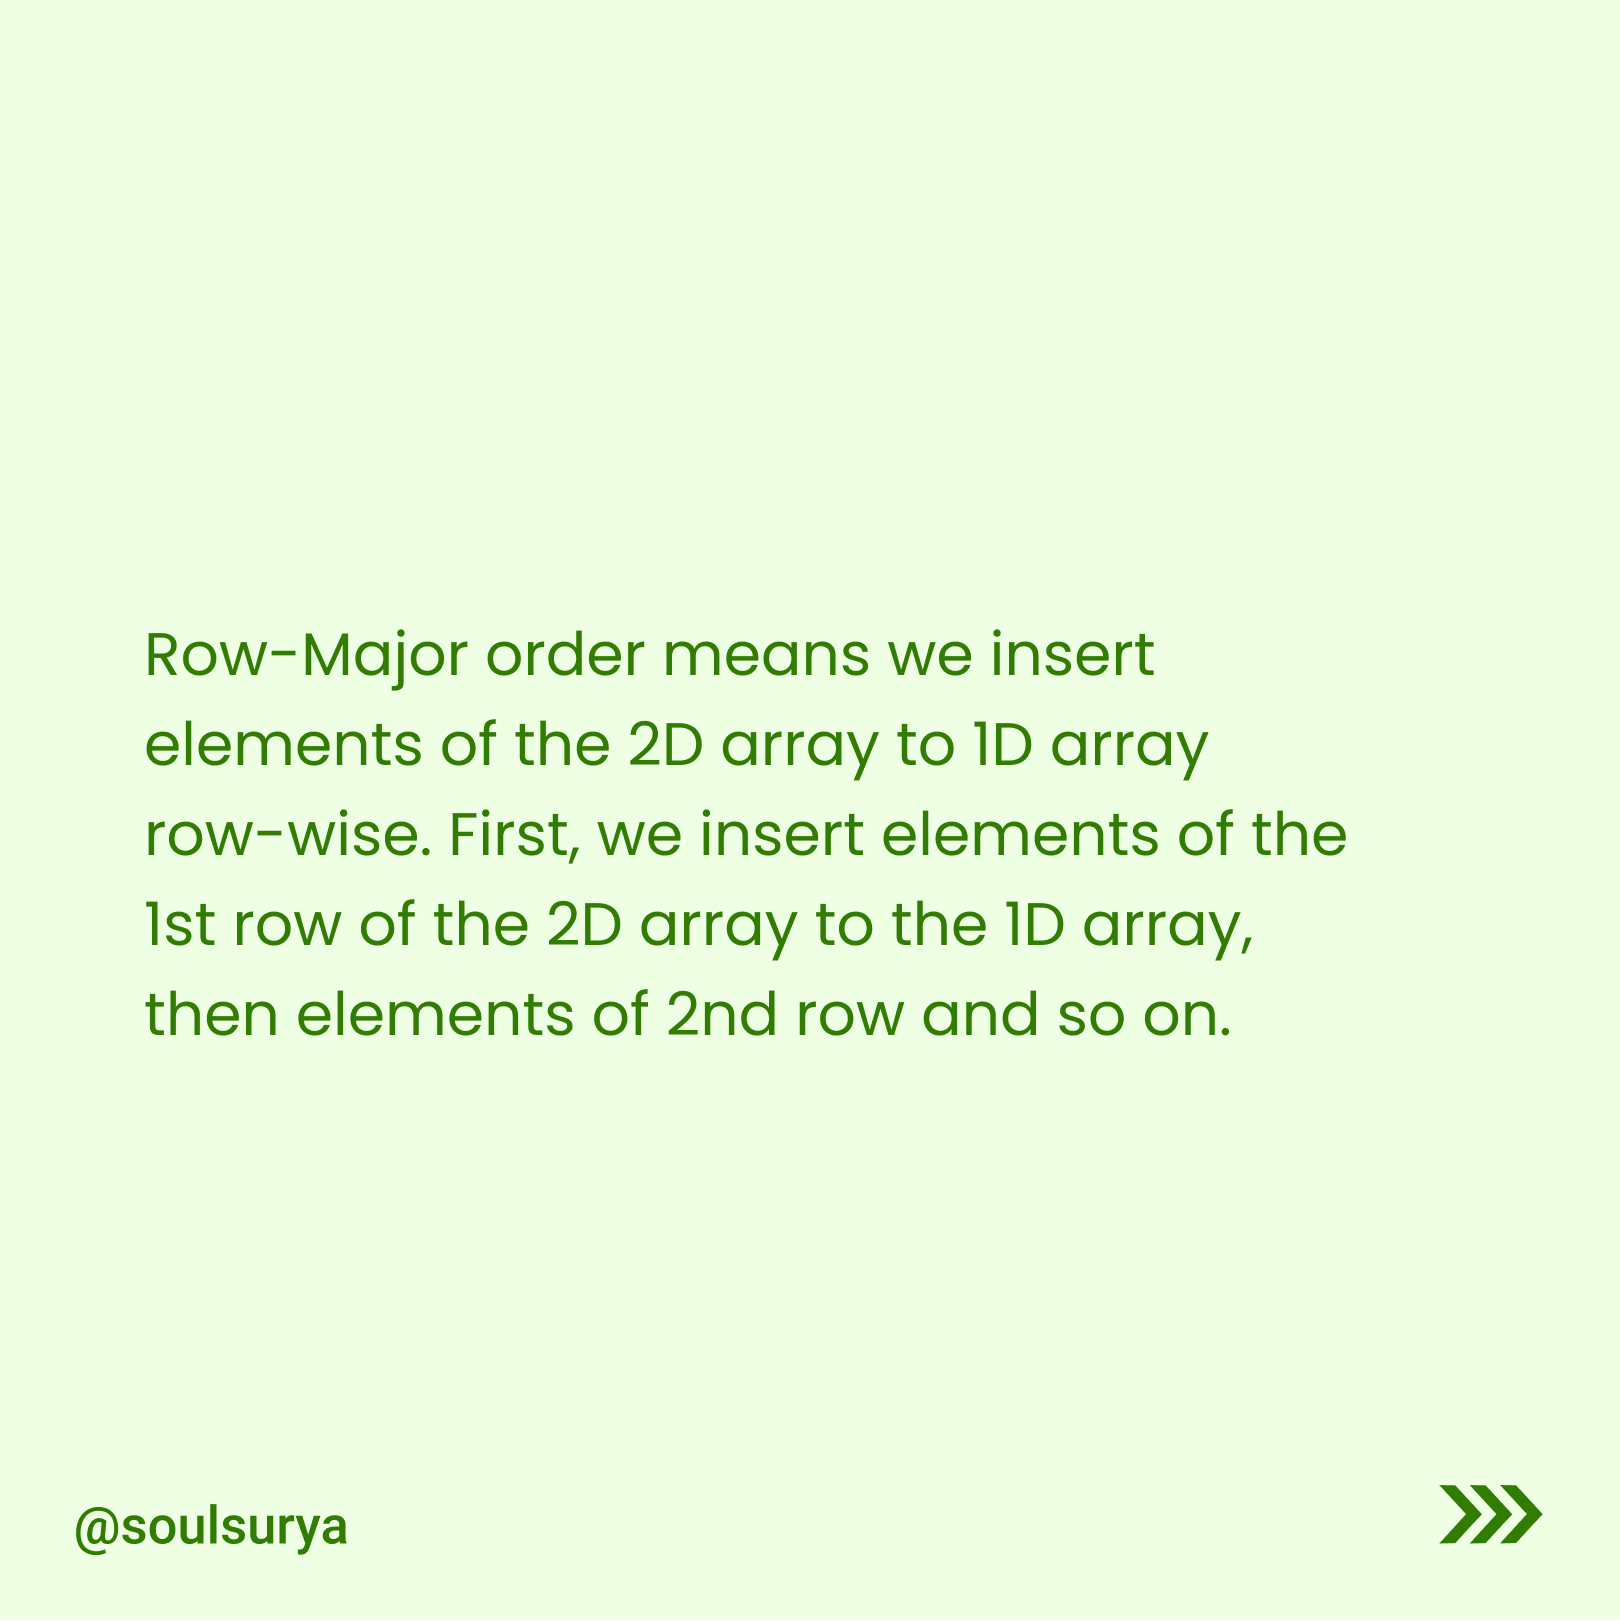 Row-Major order means we insert
elements of the 2D array to 1D array
row-wise. First, we insert elements of the
1st row of the 2D array to the 1D array,
then elements of 2nd row and so on.
@soulsurya